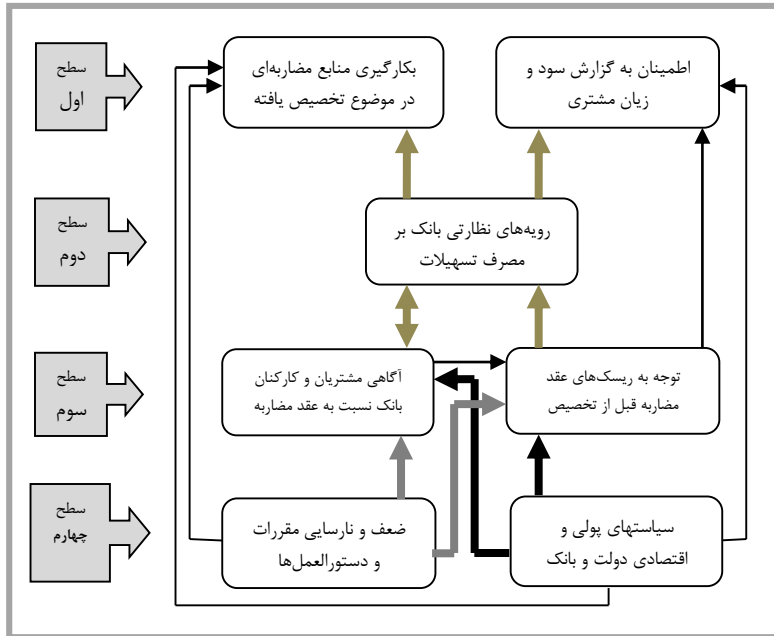 سطح
اول
اطمینان به گزارش سود و
زیان مشتری
بکارگیری منابع مضاربه‌ای
در موضوع تخصیص یافته
سطح
دوم
رویه‌های نظارتی بانک بر
مصرف تسهیلات
سطح
سوم
توجه به ریسک‌های عقد
مضاربه قبل از تخصیص
آگاهی مشتریان و کارکنان
بانک نسبت به عقد مضاربه
سطح
چهارم
سیاستهای پولی و
اقتصادی دولت و بانک
ضعف و نارسایی مقررات
و دستورالعمل‌ها